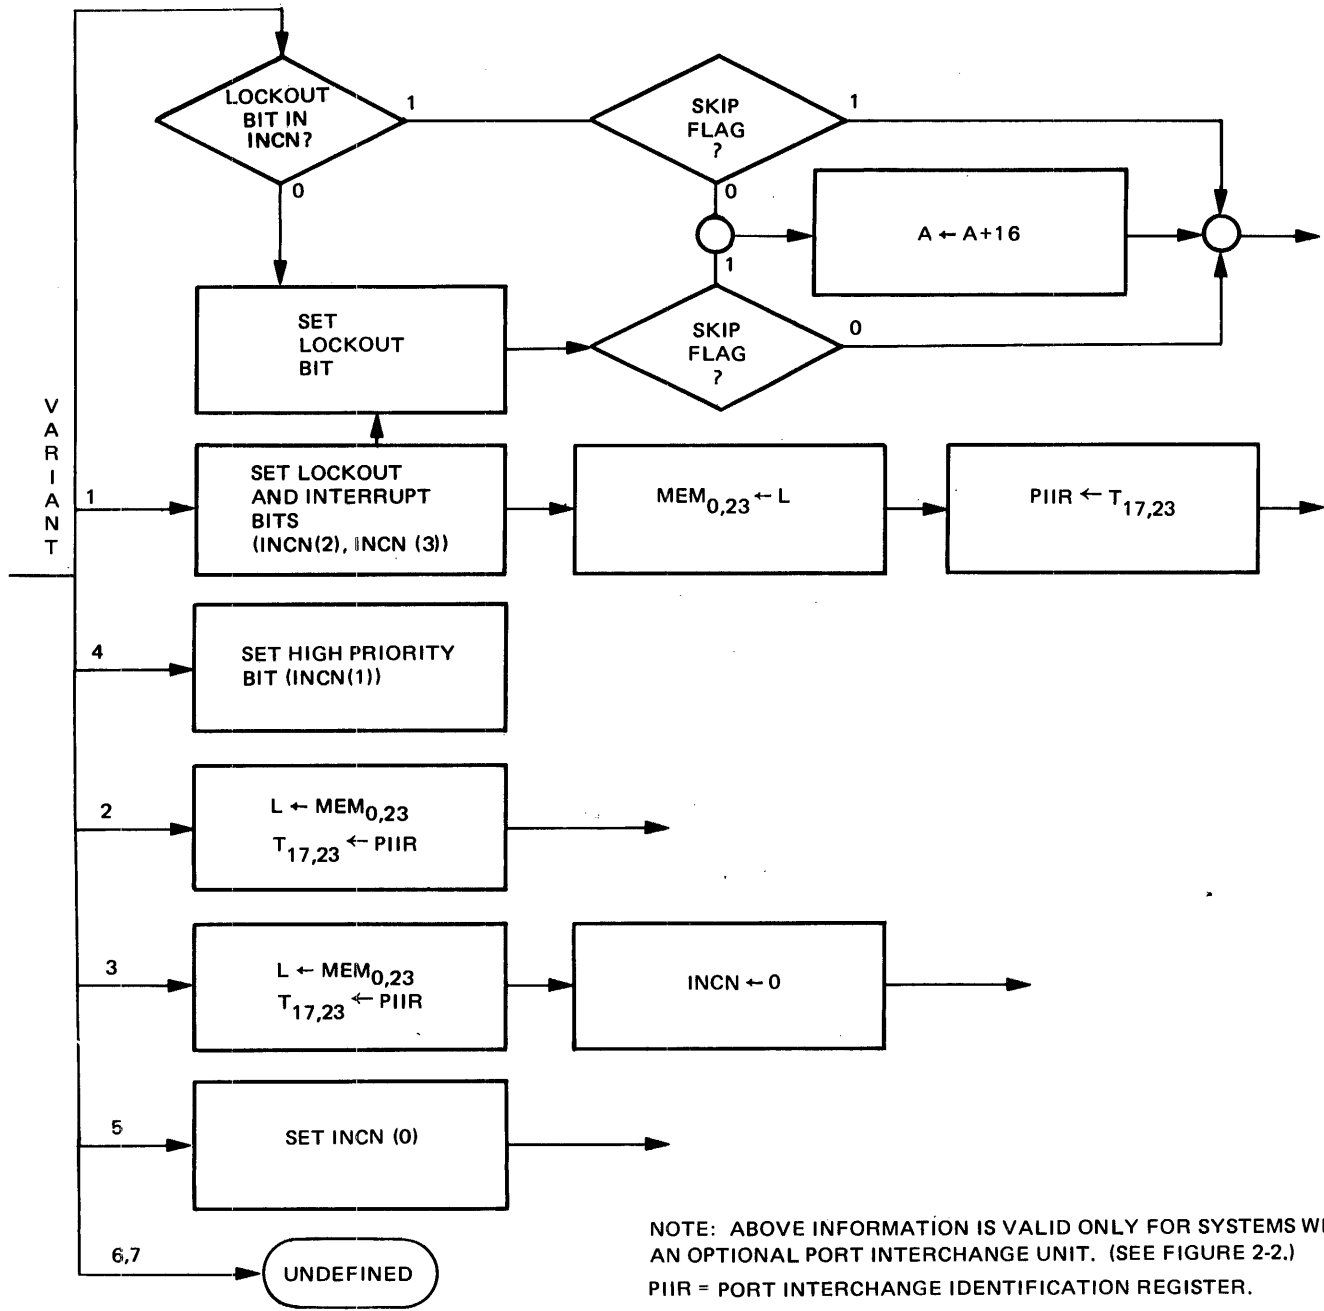 LOCKOUT
BIT IN
INCN?
1
0
SKIP
FLAG
?
1
0
A ← A+16
SET
LOCKOUT
BIT
1
SKIP
FLAG
?
0
VARIANT
1
SET LOCKOUT
AND INTERRUPT
BITS
(INCN(2), INCN (3))
MEM0,23 ← L
PIIR ← T17,23
4
SET HIGH PRIORITY
BIT (INCN(1))
2
L ← MEM0,23
T17,23 ← PIIR
3
L ← MEM0,23
T17,23 ← PIIR
INCN ← 0
5
SET INCN (0)
6,7
UNDEFINED
NOTE: ABOVE INFORMATION IS VALID ONLY FOR SYSTEMS
AN OPTIONAL PORT INTERCHANGE UNIT. (SEE FIGURE 2-2.)
PIIR = PORT INTERCHANGE IDENTIFICATION REGISTER.